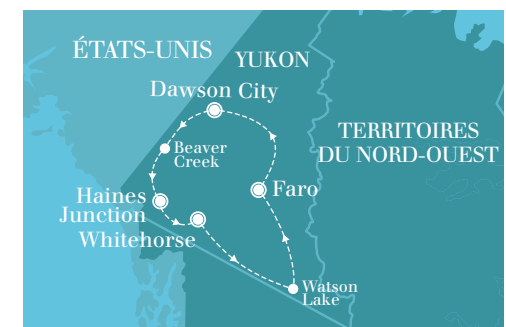 ÉTATS-UNIS
YUKON
Dawson City
TERRITOIRES
DU NORD-OUEST
Beaver
Creek
Faro
Haines
Junction
Whitehorse
Watson
Lake